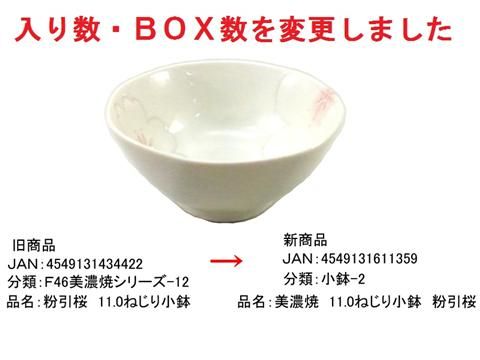 入り数・BOX数を変更しました
旧商品
JAN:4549131434422
分類:F46美濃焼シリーズ-12
品名:粉引桜 11.0ねじり小鉢
→
新商品
JAN:4549131611359
分類:小鉢-2
品名:美濃焼 11.0ねじり小鉢 粉引桜